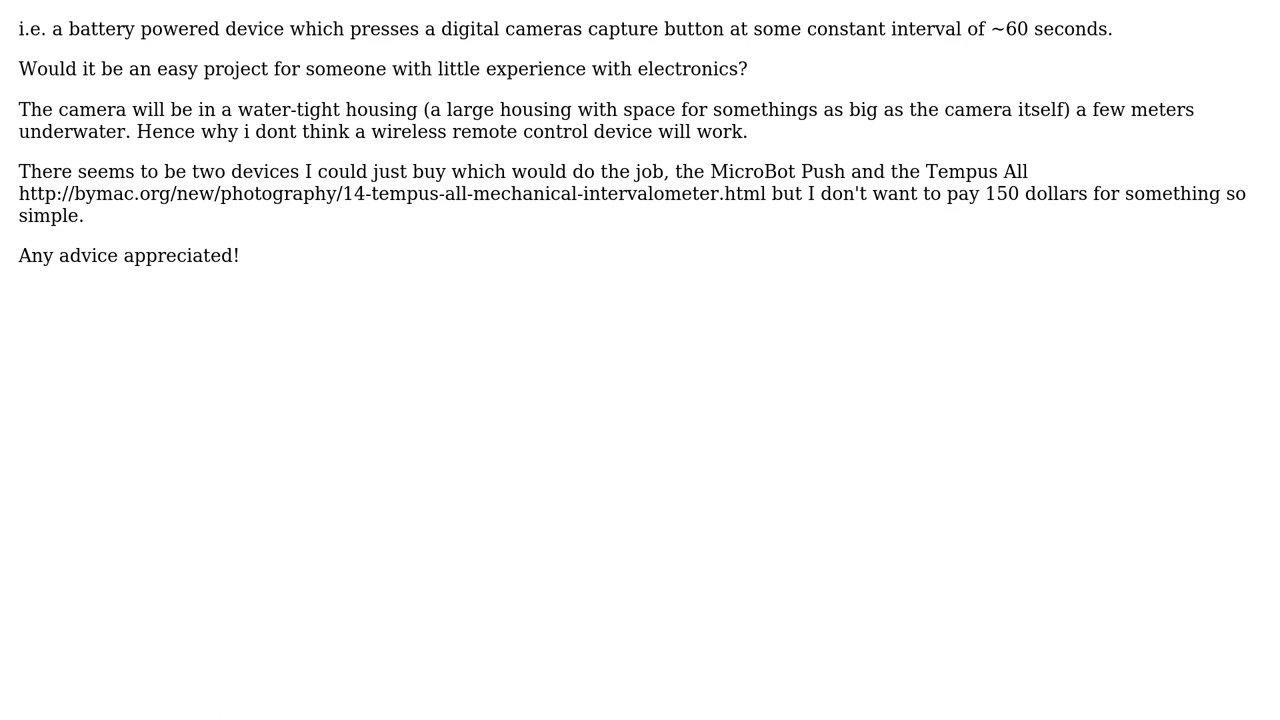 i.e. a battery powered device which presses a digital cameras capture button at some constant interval of ~60 seconds.
Would it be an easy project for someone with little experience with electronics?
The camera will be in a water-tight housing (a large housing with space for somethings as big as the camera itself) a few meters
underwater. Hence why i dont think a wireless remote control device will work.
There seems to be two devices I could just buy which would do the job, the MicroBot Push and the Tempus All
http://bymac.org/new/photography/14-tempus-all-mechanical-intervalometer.html but I don't want to pay 150 dollars for something so
simple.
Any advice appreciated!